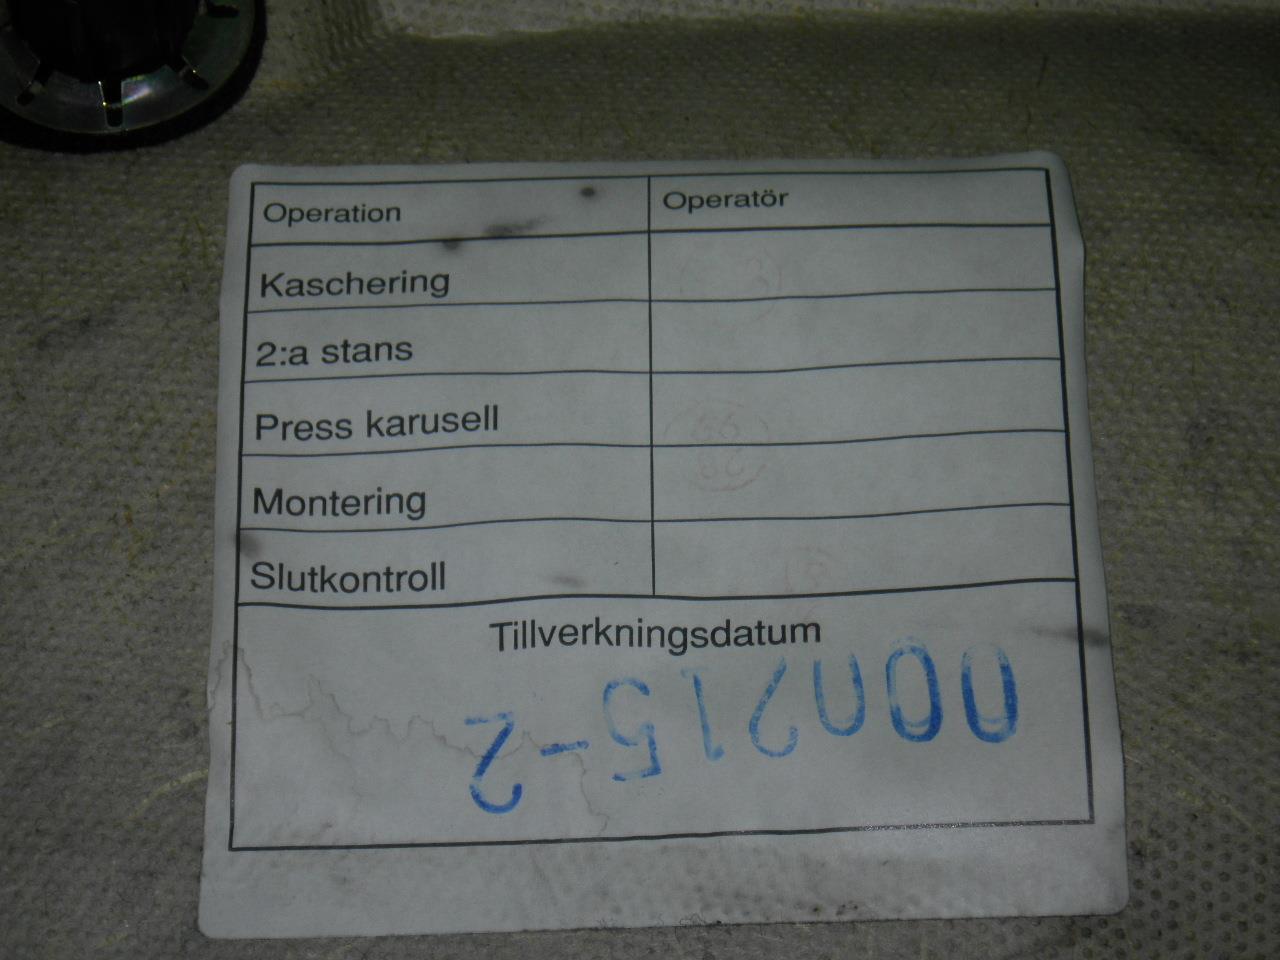 Operation Operatör
Kaschering
2:a stans
Press karusell
Montering
Slutkontroll
Tillverkningsdatum
000215-2